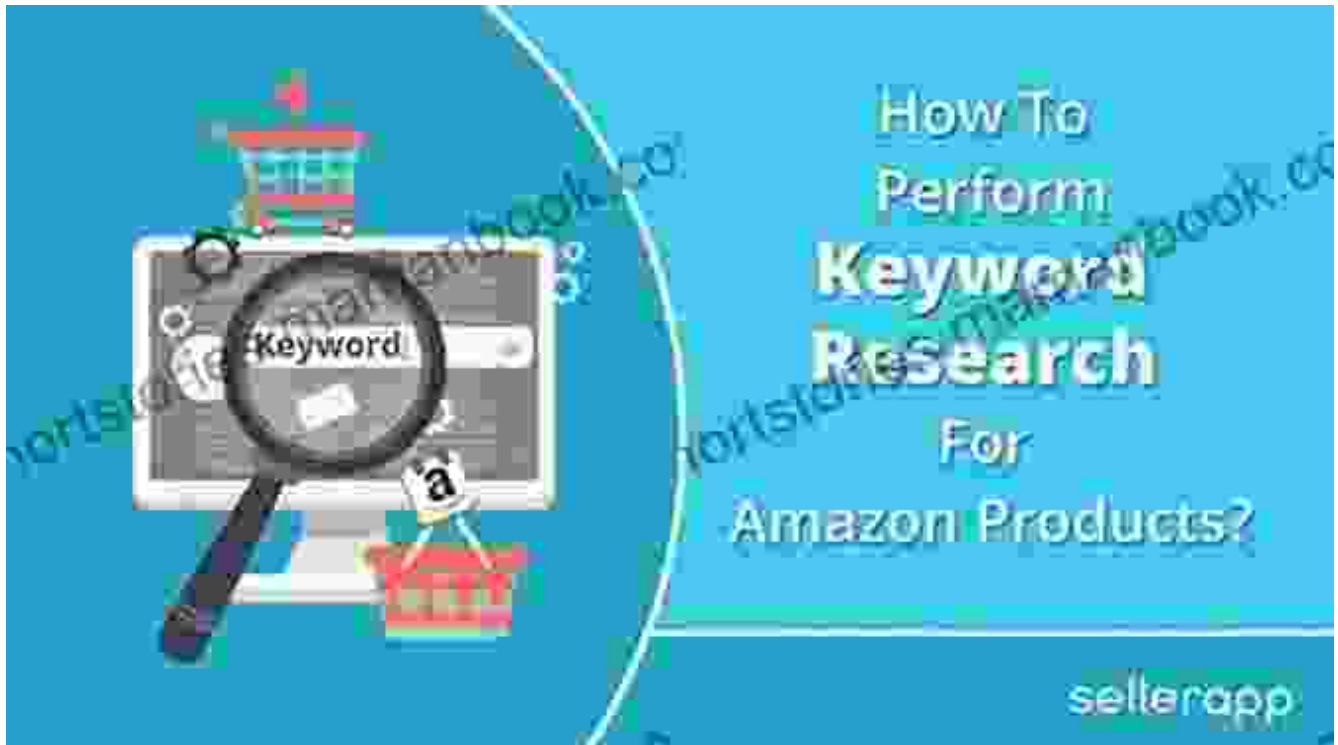 How To
Perform
Keyword
Research
For
Amazon Products?
Keyword
a
sellerapp